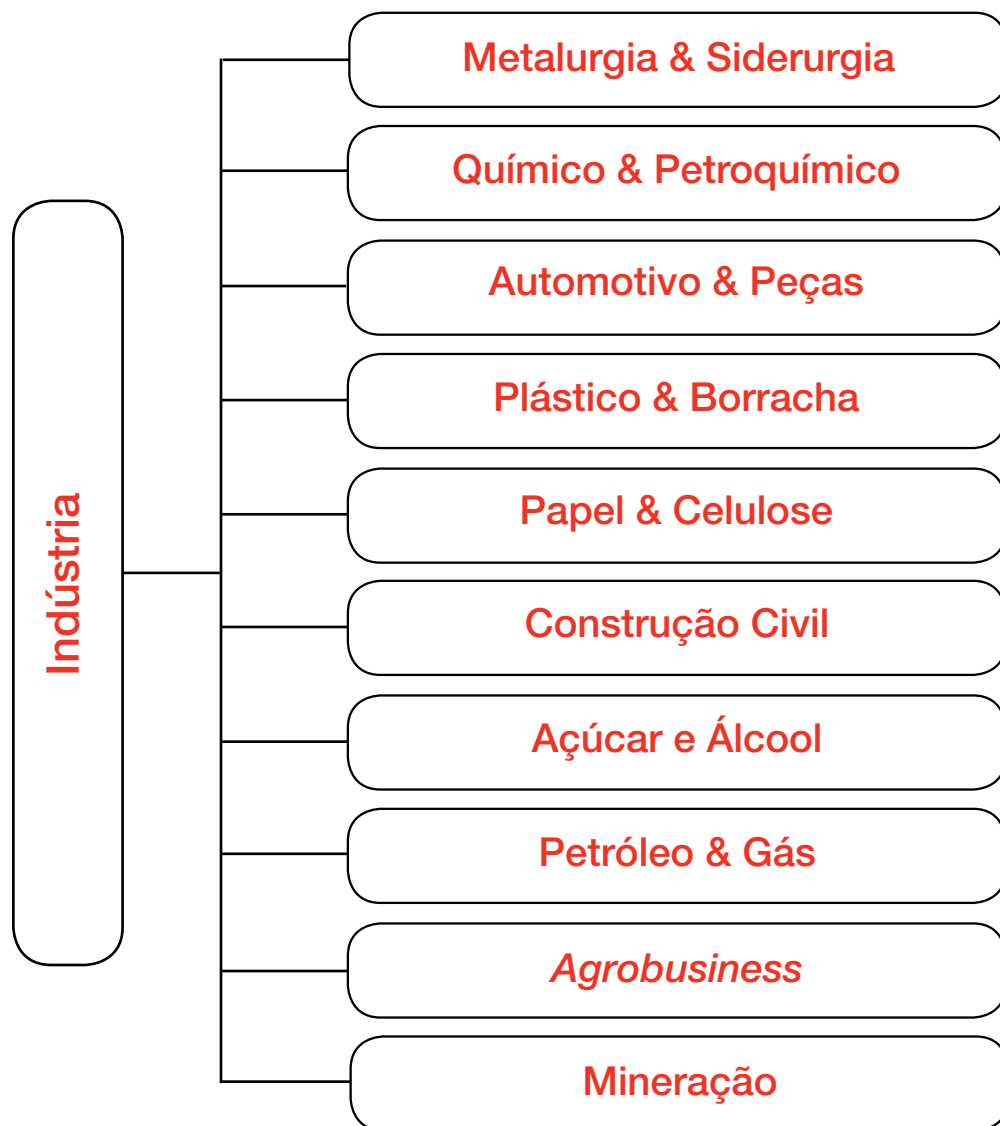 Indústria
Metalurgia & Siderurgia
Químico & Petroquímico
Automotivo & Peças
Plástico & Borracha
Papel & Celulose
Construção Civil
Açúcar e Álcool
Petróleo & Gás
Agrobusiness
Mineração